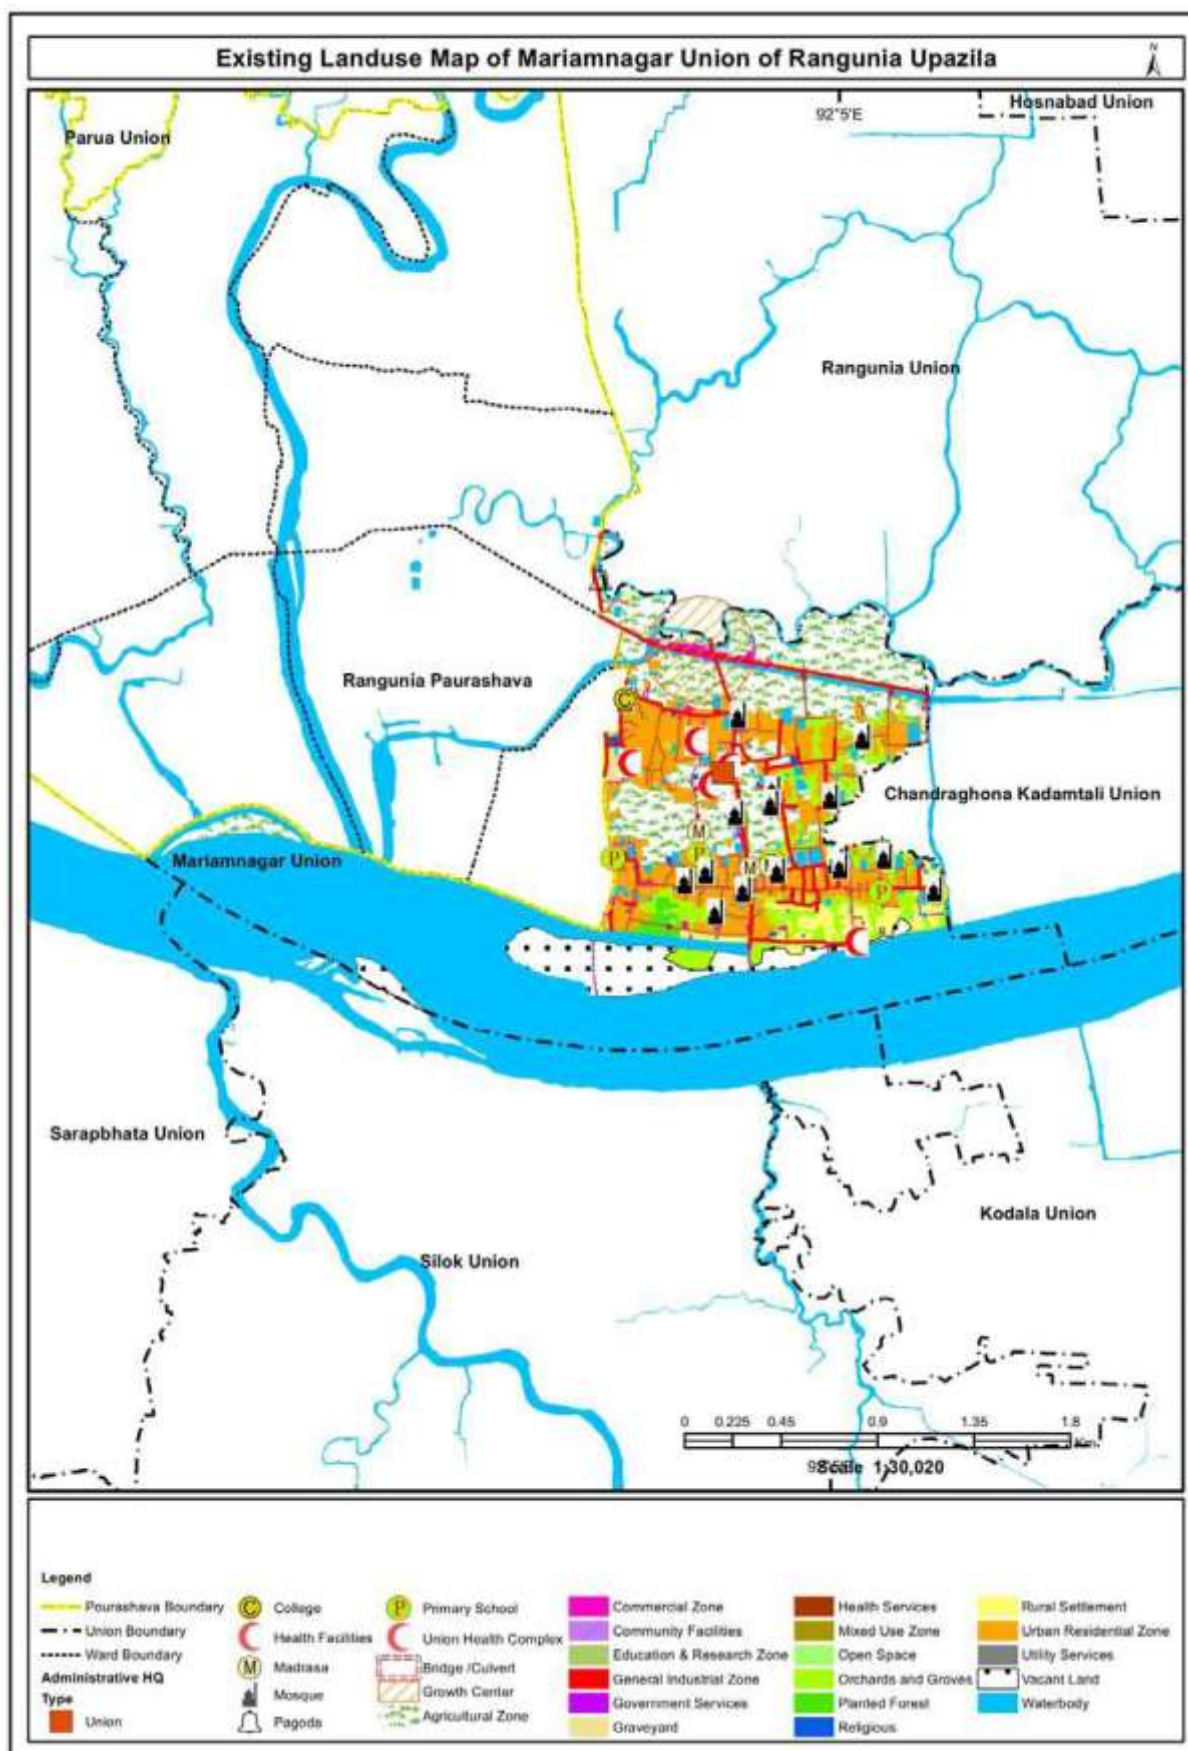 Existing Landuse Map of Mariamnagar Union of Rangunia Upazila
N
Hosnabad Union
92°5'E
Parua Union
Rangunia Union
Rangunia Paurashava
Chandraghona Kadamtali Union
Mariamnagar Union
Sarapbhata Union
Kodala Union
Silok Union
0 0.225 0.45 0.9 1.35 1.8
Km
Scale 1:30,020
Legend
Pourashava Boundary
Union Boundary
Ward Boundary
Administrative HQ
Type
Union
C College
Health Facilities
M Madrasa
Mosque
Pagoda
P Primary School
Union Health Complex
Bridge /Culvert
Growth Center
Agricultural Zone
Commercial Zone
Community Facilities
Education & Research Zone
General Industrial Zone
Government Services
Graveyard
Health Services
Mixed Use Zone
Open Space
Orchards and Groves
Planted Forest
Religious
Rural Settlement
Urban Residential Zone
Utility Services
Vacant Land
Waterbody